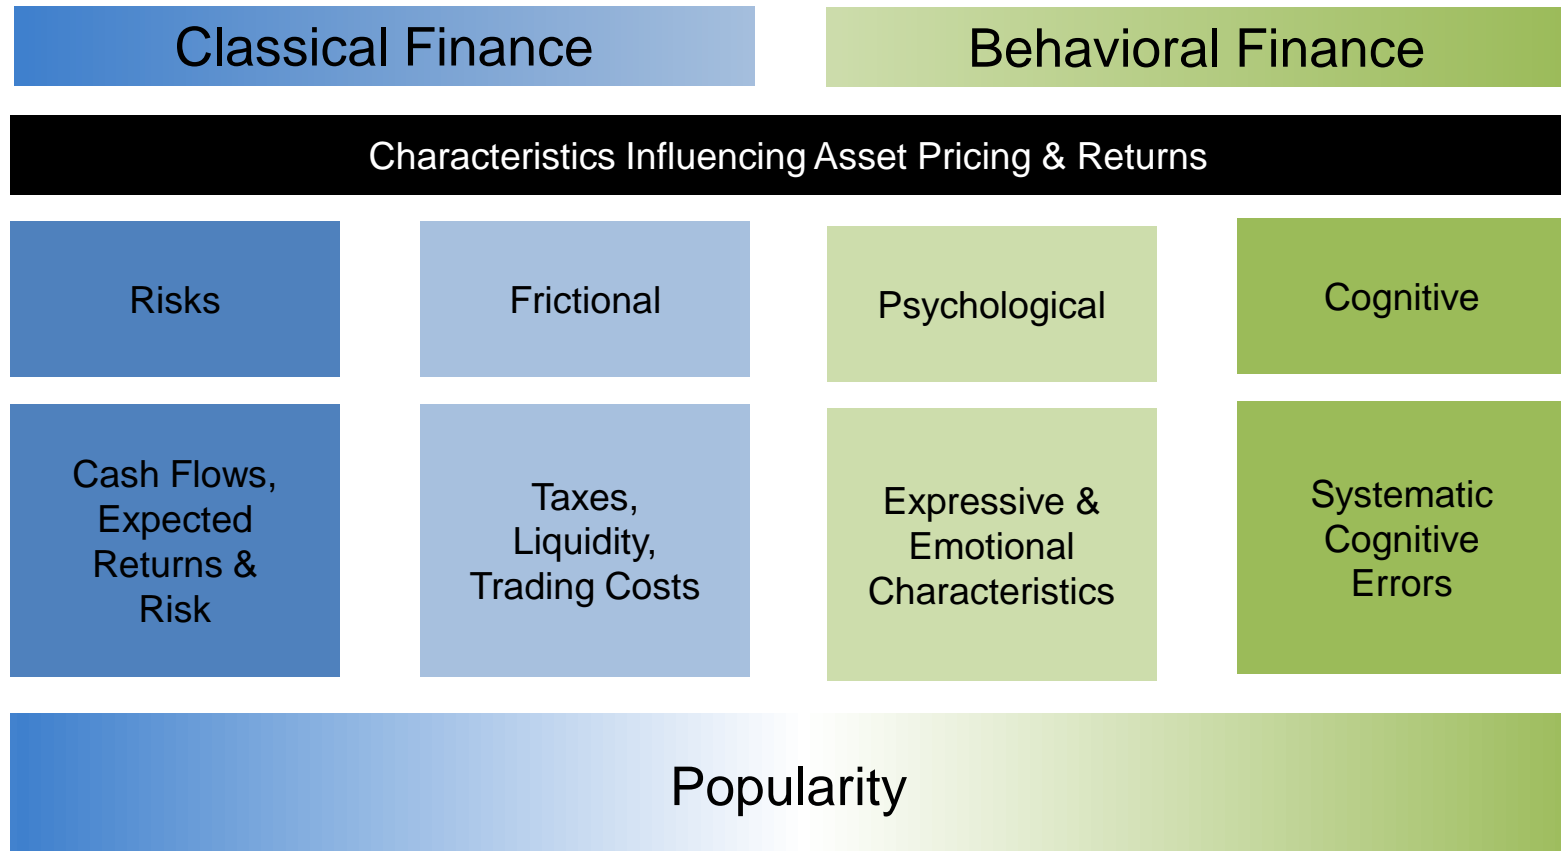 Classical Finance
Behavioral Finance
Characteristics Influencing Asset Pricing & Returns
Risks
Frictional
Psychological
Cognitive
Cash Flows,
Expected
Returns &
Risk
Taxes,
Liquidity,
Trading Costs
Expressive &
Emotional
Characteristics
Systematic
Cognitive
Errors
Popularity